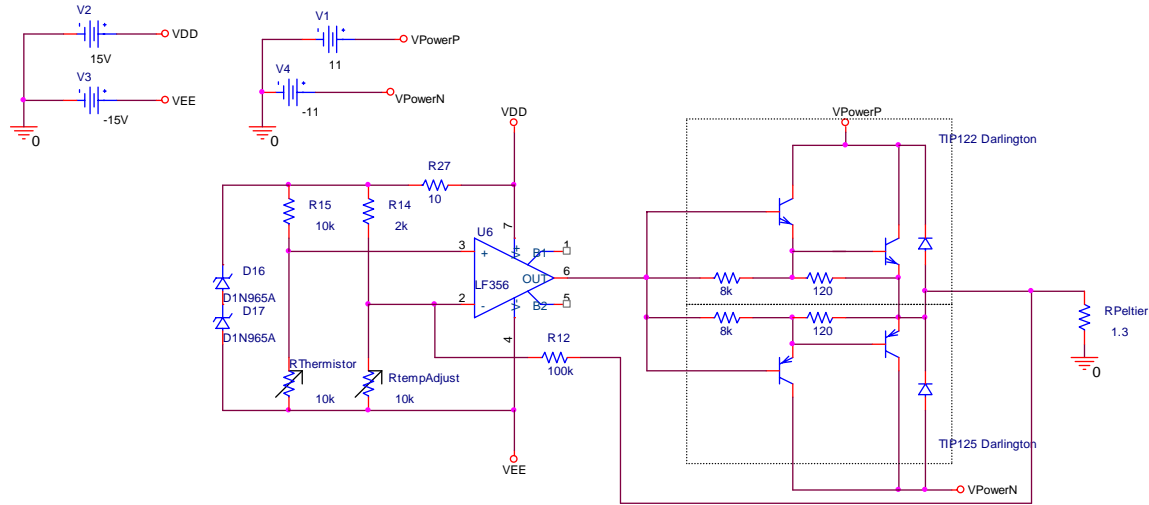 V2
15V
VDD
V3
-15V
VEE
0
V1
11
VPowerP
V4
-11
VPowerN
0
VDD
R27
10
R15
10k
R14
2k
U6
LF356
3
+
2
-
7
V+
B1
1
OUT
6
B2
5
V-
4
D16
D1N965A
D17
D1N965A
RThermistor
10k
RtempAdjust
10k
R12
100k
VEE
VPowerP
TIP122 Darlington
8k
120
8k
120
TIP125 Darlington
VPowerN
RPeltier
1.3
0